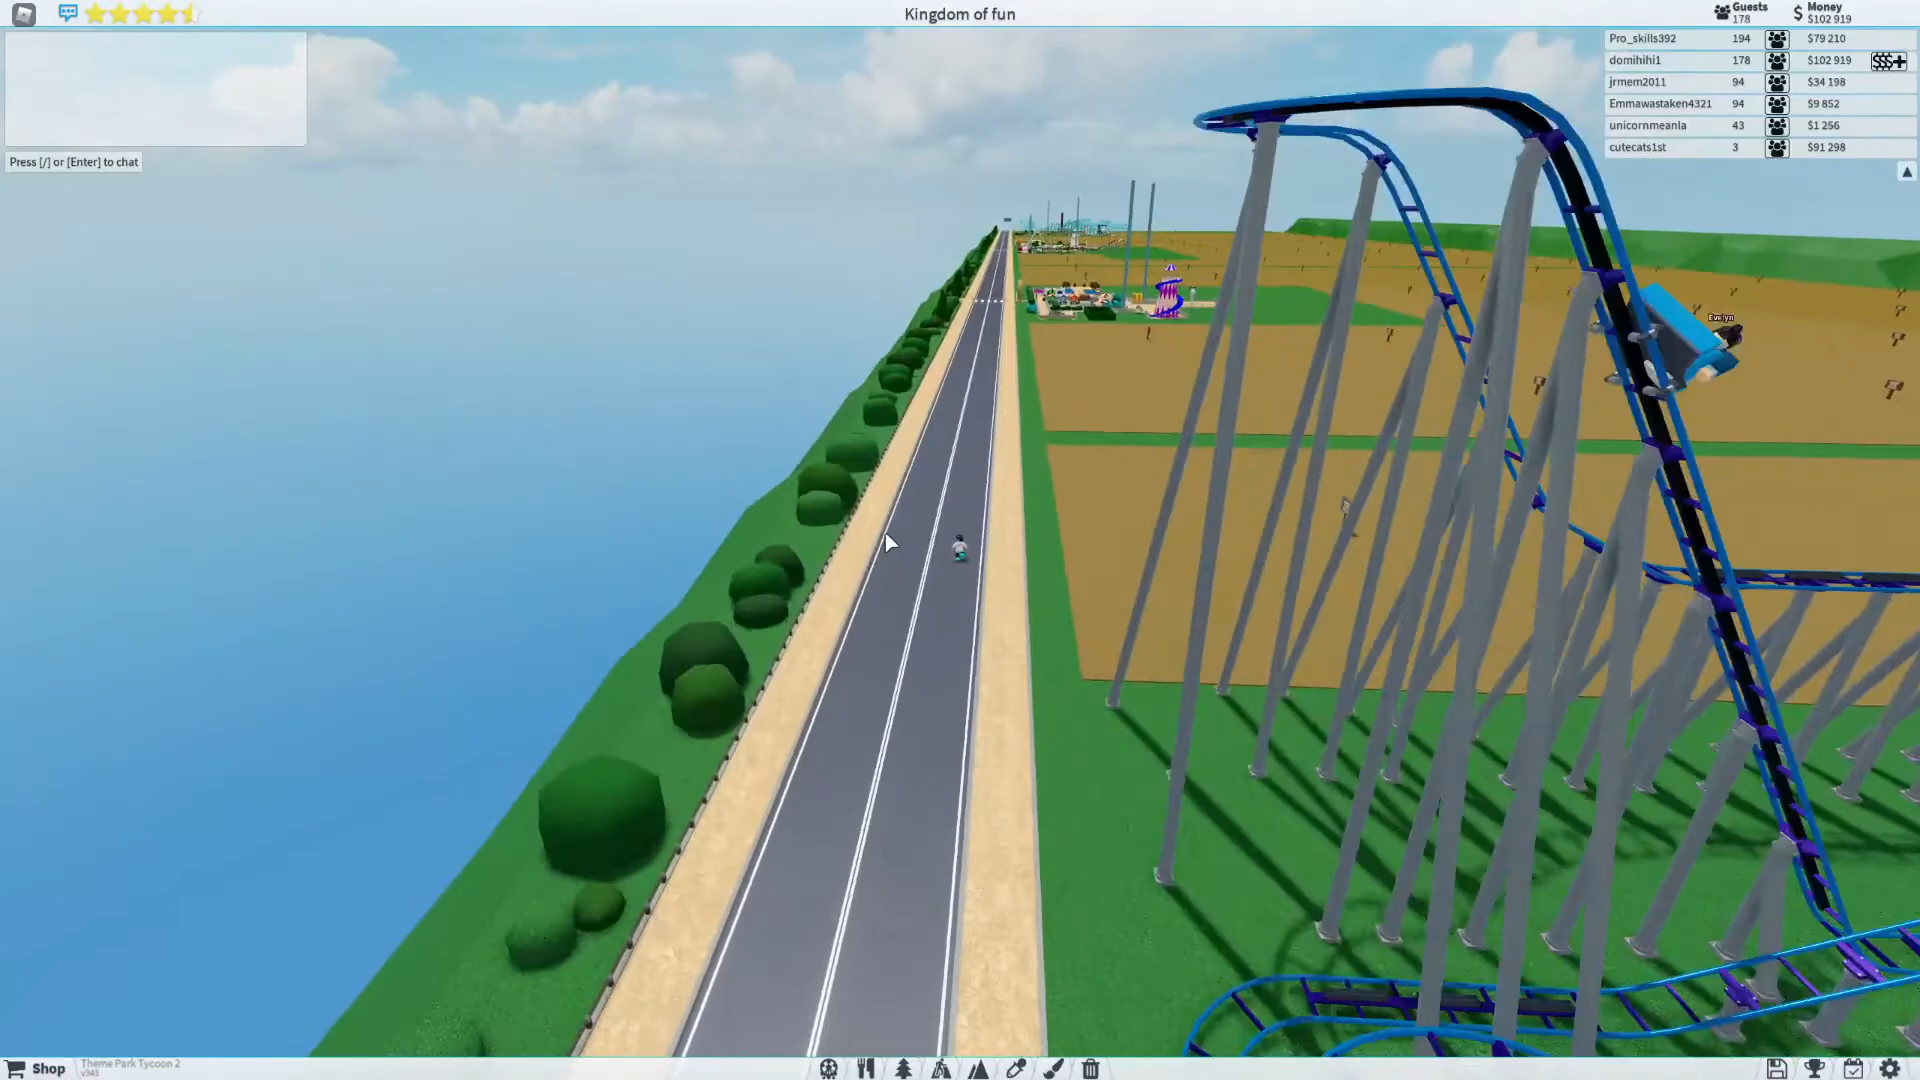 Kingdom of fun
Guests
178
$ Money
$102 919
Pro_skills392 194 $79 210
domihihi1 178 $102 919 $$$+
jrmem2011 94 $34 198
Emmawastaken4321 94 $9 852
unicornmeanla 43 $1 256
cutecats1st 3 $91 298
Press [/] or [Enter] to chat
Evelyn
Shop
Theme Park Tycoon 2
v343